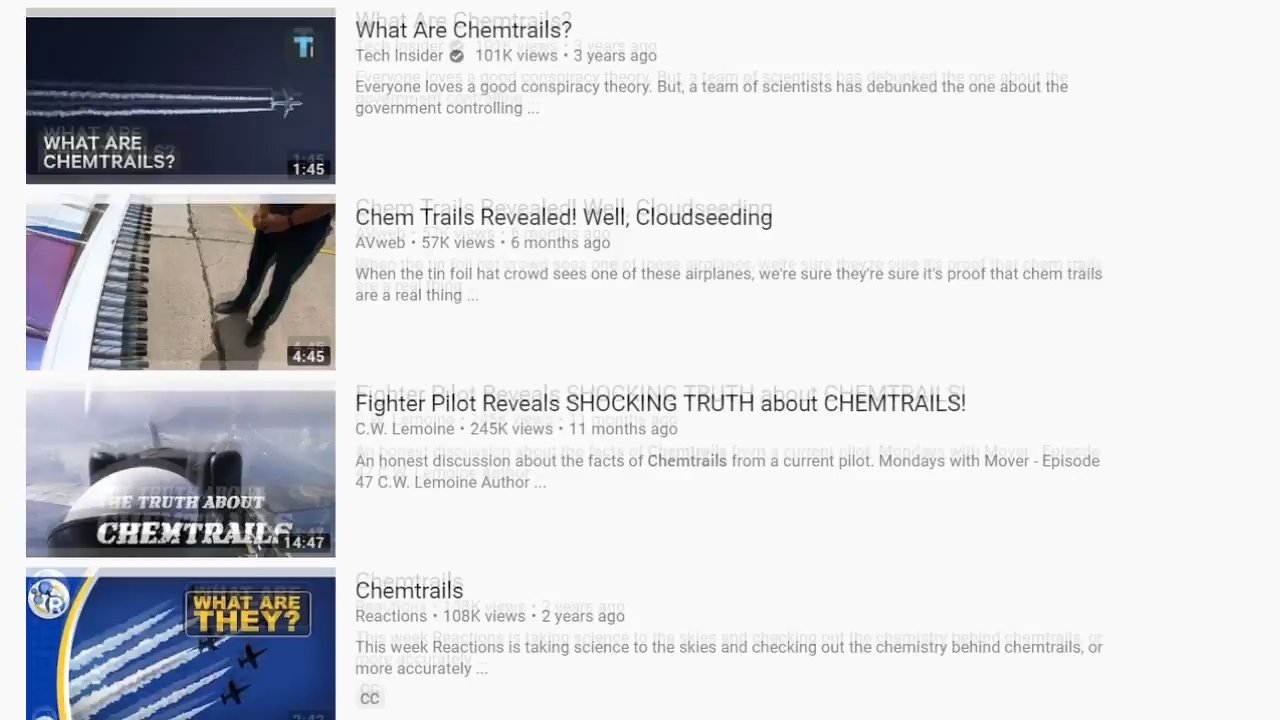 What Are Chemtrails?
Tech Insider 101K views • 3 years ago
Everyone loves a good conspiracy theory. But, a team of scientists has debunked the one about the
government controlling ...
WHAT ARE
CHEMTRAILS?
1:45
Chem Trails Revealed! Well, Cloudseeding
AVweb • 57K views • 6 months ago
When the tin foil hat crowd sees one of these airplanes, we're sure they're sure it's proof that chem trails
are a real thing ...
4:45
Fighter Pilot Reveals SHOCKING TRUTH about CHEMTRAILS!
C.W. Lemoine • 245K views • 11 months ago
An honest discussion about the facts of Chemtrails from a current pilot. Mondays with Mover - Episode
47 C.W. Lemoine Author ...
THE TRUTH ABOUT
CHEMTRAILS
14:47
Chemtrails
Reactions • 108K views • 2 years ago
This week Reactions is taking science to the skies and checking out the chemistry behind chemtrails, or
more accurately ...
CC
WHAT ARE
THEY?